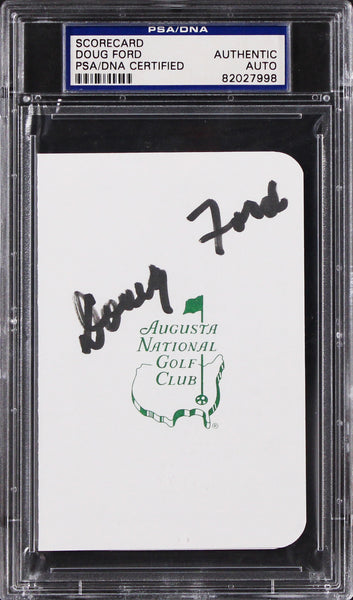 PSA/DNA
SCORECARD
DOUG FORD
PSA/DNA CERTIFIED
AUTHENTIC
AUTO
82027998
Doug Ford
AUGUSTA
NATIONAL
GOLF
CLUB
®